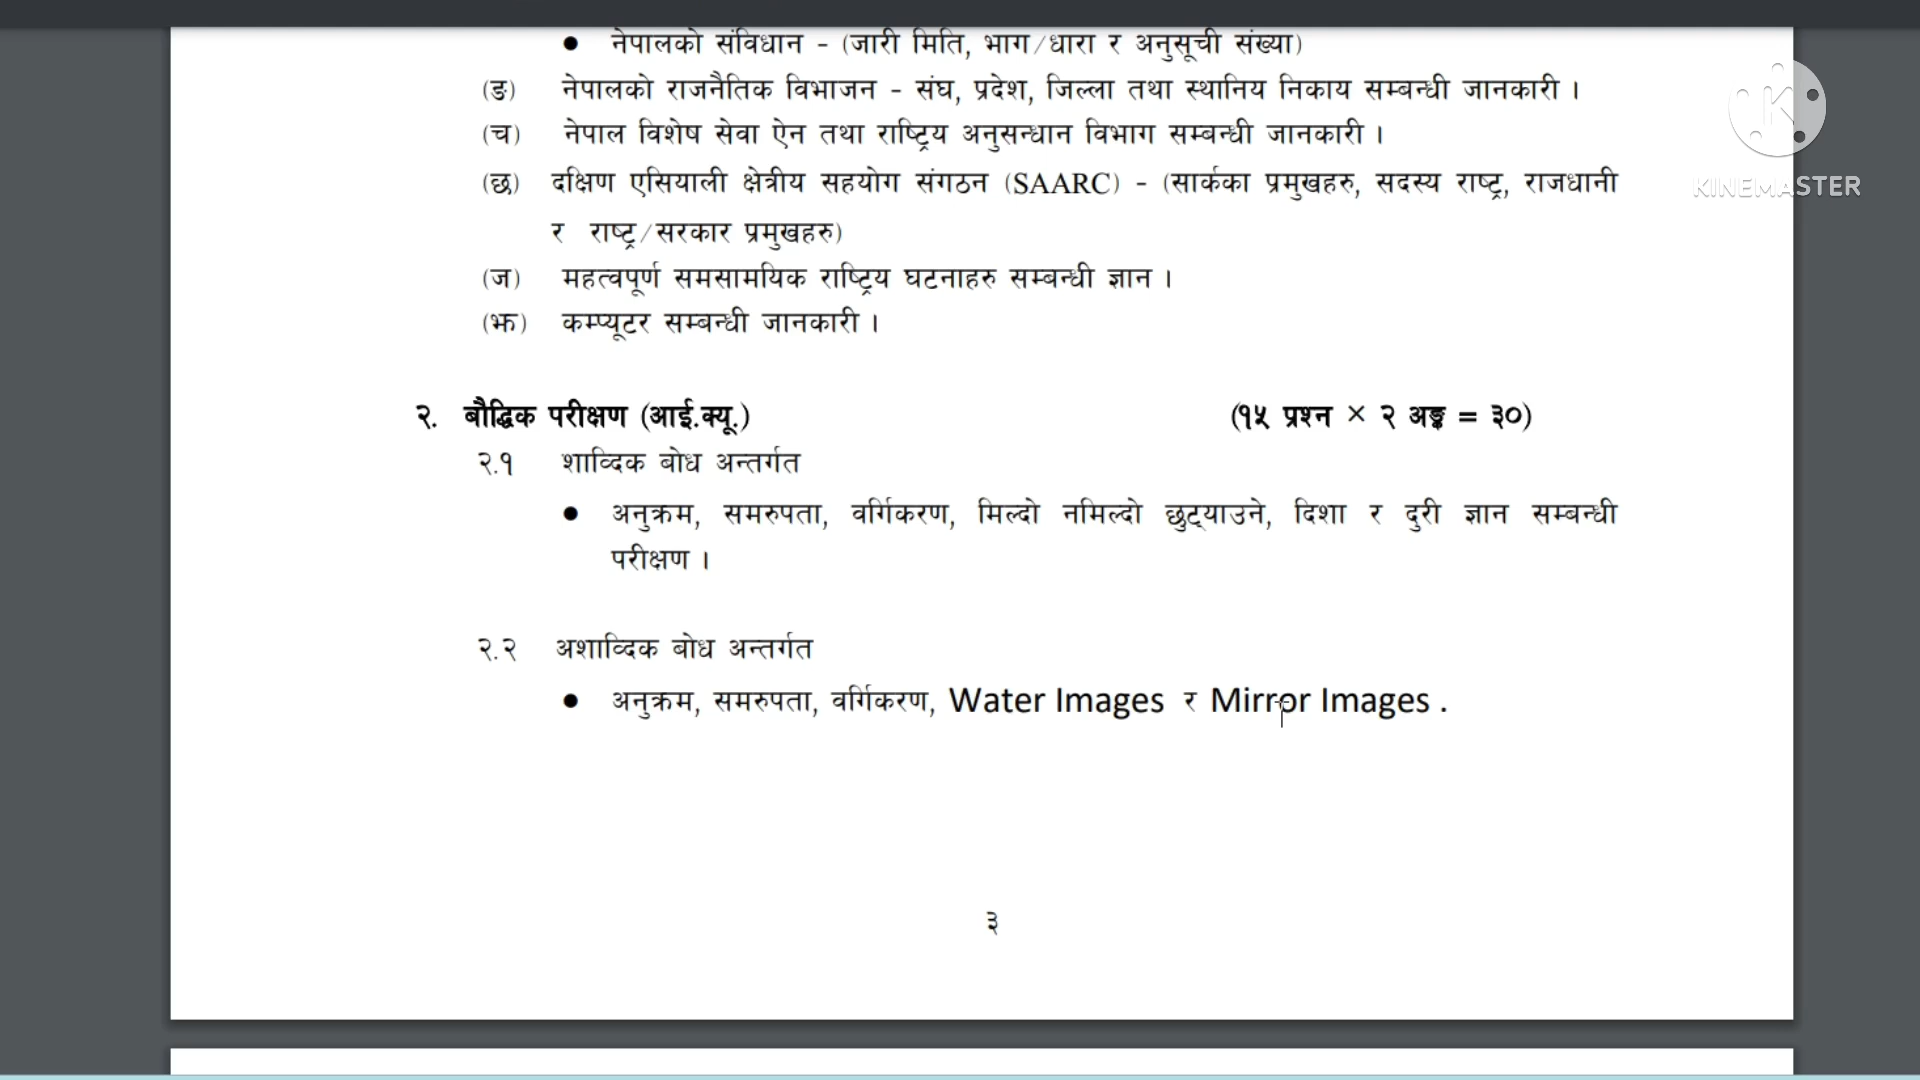 ● नेपालको संविधान - (जारी मिति, भाग/धारा र अनुसूची संख्या)
(ङ) नेपालको राजनैतिक विभाजन - संघ, प्रदेश, जिल्ला तथा स्थानिय निकाय सम्बन्धी जानकारी ।
(च) नेपाल विशेष सेवा ऐन तथा राष्ट्रिय अनुसन्धान विभाग सम्बन्धी जानकारी ।
(छ) दक्षिण एसियाली क्षेत्रीय सहयोग संगठन (SAARC) - (सार्कका प्रमुखहरु, सदस्य राष्ट्र, राजधानी
र राष्ट्र/सरकार प्रमुखहरु)
(ज) महत्वपूर्ण समसामयिक राष्ट्रिय घटनाहरु सम्बन्धी ज्ञान ।
(झ) कम्प्यूटर सम्बन्धी जानकारी ।
२. बौद्धिक परीक्षण (आई.क्यू.) (१५ प्रश्न × २ अङ्क = ३०)
२.१ शाव्दिक बोध अन्तर्गत
● अनुक्रम, समरुपता, वर्गिकरण, मिल्दो नमिल्दो छुट्याउने, दिशा र दुरी ज्ञान सम्बन्धी
परीक्षण ।
२.२ अशाव्दिक बोध अन्तर्गत
● अनुक्रम, समरुपता, वर्गिकरण, Water Images र Mirror Images .
३
K
KINEMASTER